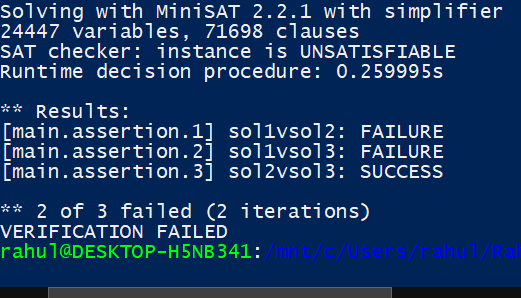 Solving with MiniSAT 2.2.1 with simplifier
24447 variables, 71698 clauses
SAT checker: instance is UNSATISFIABLE
Runtime decision procedure: 0.259995s
** Results:
[main.assertion.1] sol1vsol2: FAILURE
[main.assertion.2] sol1vsol3: FAILURE
[main.assertion.3] sol2vsol3: SUCCESS
** 2 of 3 failed (2 iterations)
VERIFICATION FAILED
rahul@DESKTOP-H5NB341:/mnt/c/Users/rahul/Rah